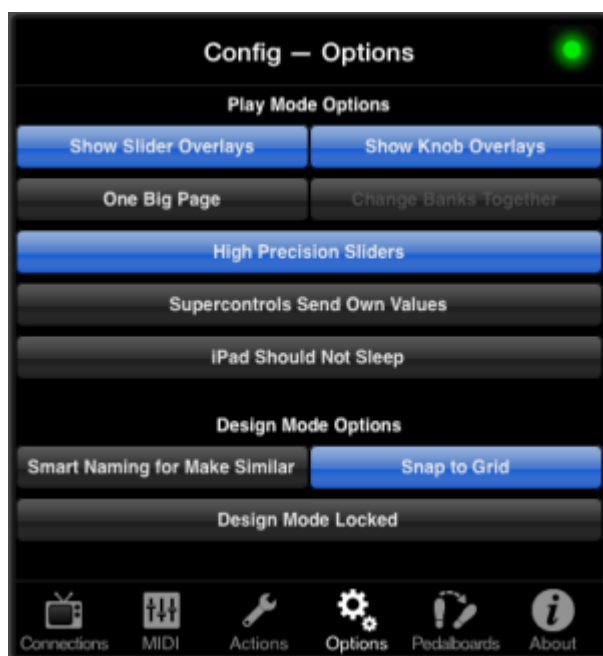 Config — Options
Play Mode Options
Show Slider Overlays Show Knob Overlays
One Big Page Change Banks Together
High Precision Sliders
Supercontrols Send Own Values
iPad Should Not Sleep
Design Mode Options
Smart Naming for Make Similar Snap to Grid
Design Mode Locked
Connections MIDI Actions Options Pedalboards About